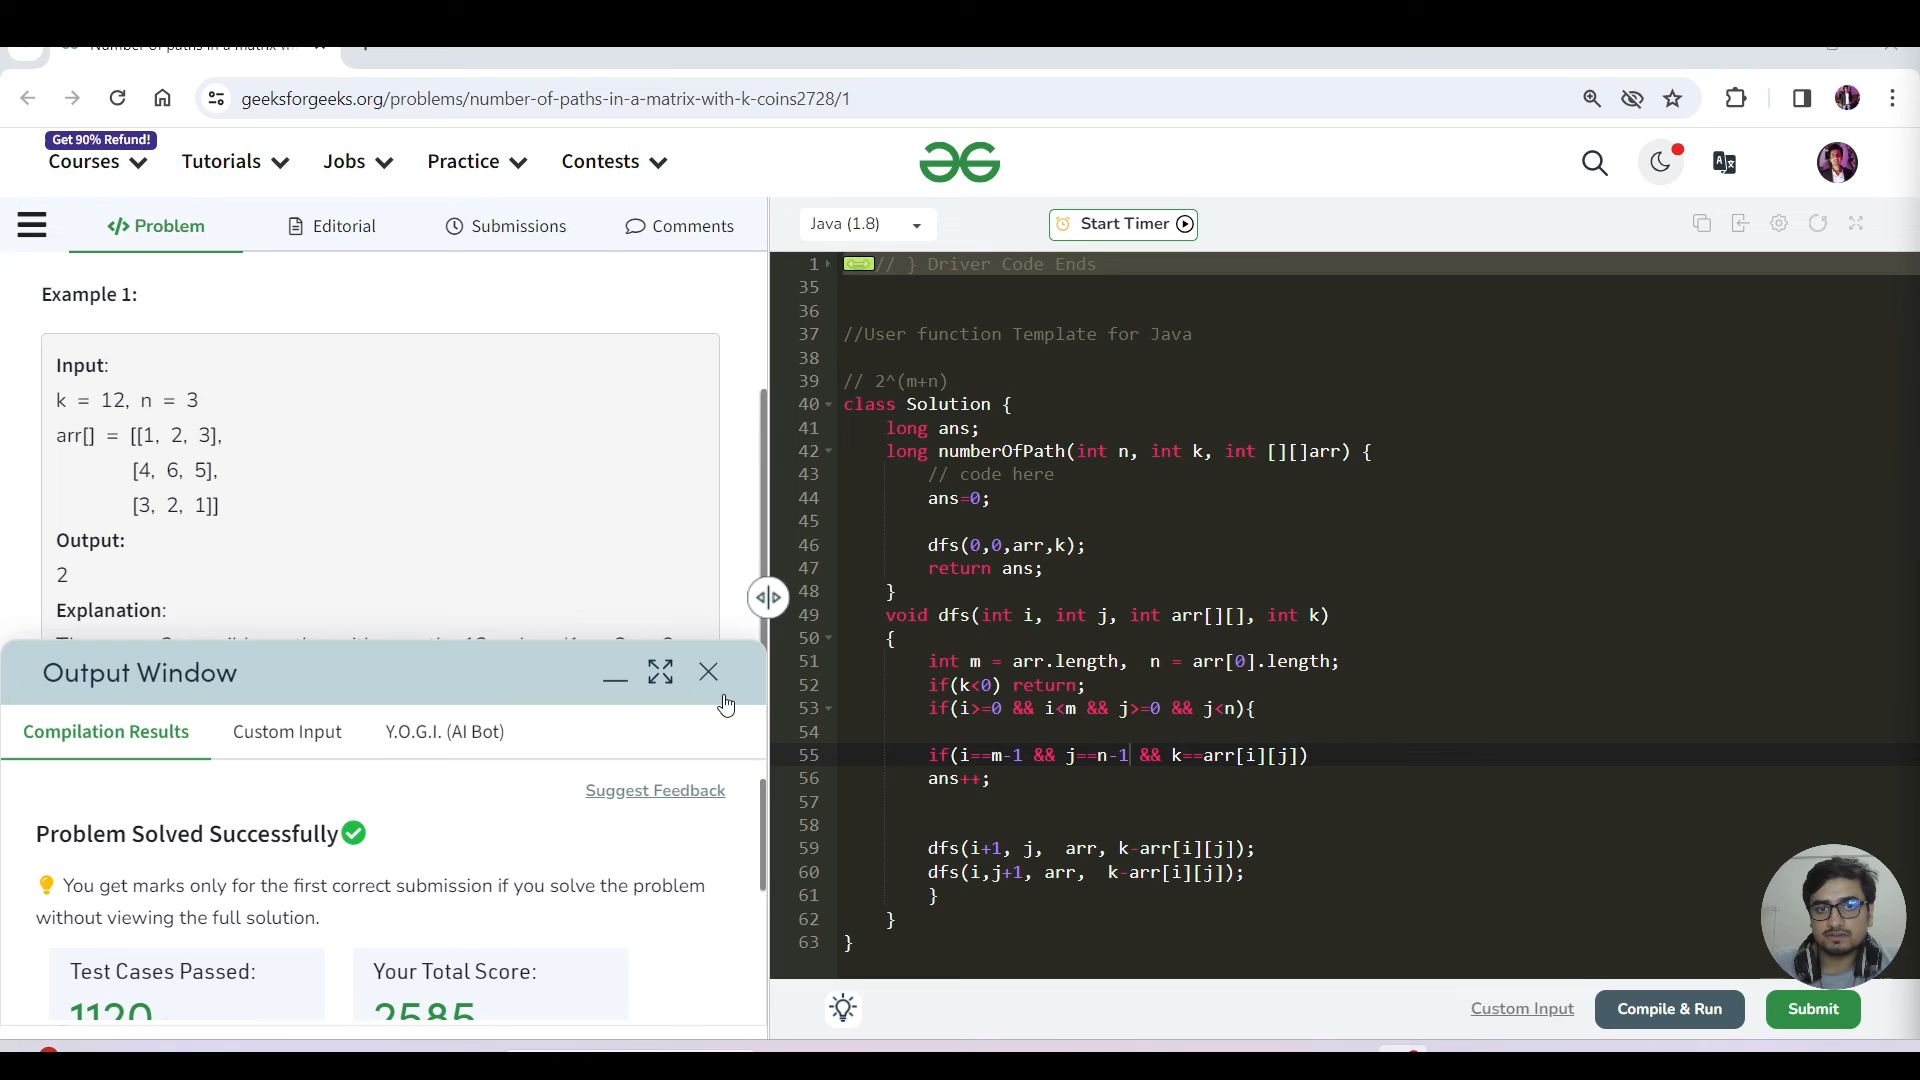 geeksforgeeks.org/problems/number-of-paths-in-a-matrix-with-k-coins2728/1
Get 90% Refund!
Courses
Tutorials
Jobs
Practice
Contests
Problem
Editorial
Submissions
Comments
Java (1.8)
Start Timer
Example 1:
Input:
k = 12, n = 3
arr[] = [[1, 2, 3],
[4, 6, 5],
[3, 2, 1]]
Output:
2
Explanation:
Output Window
Compilation Results
Custom Input
Y.O.G.I. (AI Bot)
Suggest Feedback
Problem Solved Successfully
You get marks only for the first correct submission if you solve the problem
without viewing the full solution.
Test Cases Passed:
1120
Your Total Score:
2585
1 // } Driver Code Ends
35
36
37 //User function Template for Java
38
39 // 2^(m+n)
40 class Solution {
41 long ans;
42 long numberOfPath(int n, int k, int [][]arr) {
43 // code here
44 ans=0;
45
46 dfs(0,0,arr,k);
47 return ans;
48 }
49 void dfs(int i, int j, int arr[][], int k)
50 {
51 int m = arr.length, n = arr[0].length;
52 if(k<0) return;
53 if(i>=0 && i<m && j>=0 && j<n){
54
55 if(i==m-1 && j==n-1 && k==arr[i][j])
56 ans++;
57
58
59 dfs(i+1, j, arr, k-arr[i][j]);
60 dfs(i,j+1, arr, k-arr[i][j]);
61 }
62 }
63 }
Custom Input
Compile & Run
Submit